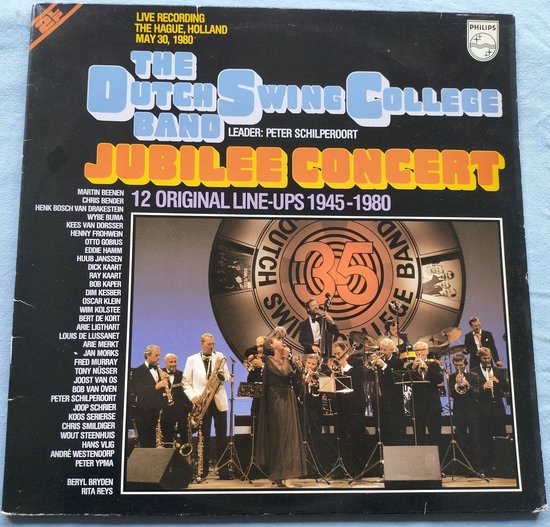 LIVE RECORDING
THE HAGUE, HOLLAND
MAY 30, 1980
PHILIPS
THE
DUTCH SWING COLLEGE
BAND
LEADER: PETER SCHILPEROORT
JUBILEE CONCERT
12 ORIGINAL LINE-UPS 1945-1980
MARTIN BEENEN
CHRIS BENDER
HENK BOSCH VAN DRAKESTEIN
WYBE BUMA
KEES VAN DORSSER
HENNY FROHWEIN
OTTO GOBIUS
EDDIE HAMM
HUUB JANSSEN
DICK KAART
RAY KAART
BOB KAPER
DIM KESBER
OSCAR KLEIN
WIM KOLSTEE
BERT DE KORT
ARIE LIGTHART
LOUIS DE LUSSANET
ARIE MERKT
JAN MORKS
FRED MURRAY
TONY NÜSSER
JOOST VAN OS
BOB VAN OVEN
PETER SCHILPEROORT
JOOP SCHRIER
KOOS SERIERSE
CHRIS SMILDIGER
WOUT STEENHUIS
HANS VLIG
ANDRÉ WESTENDORP
PETER YPMA
BERYL BRYDEN
RITA REYS
35
DUTCH SWING COLLEGE BAND